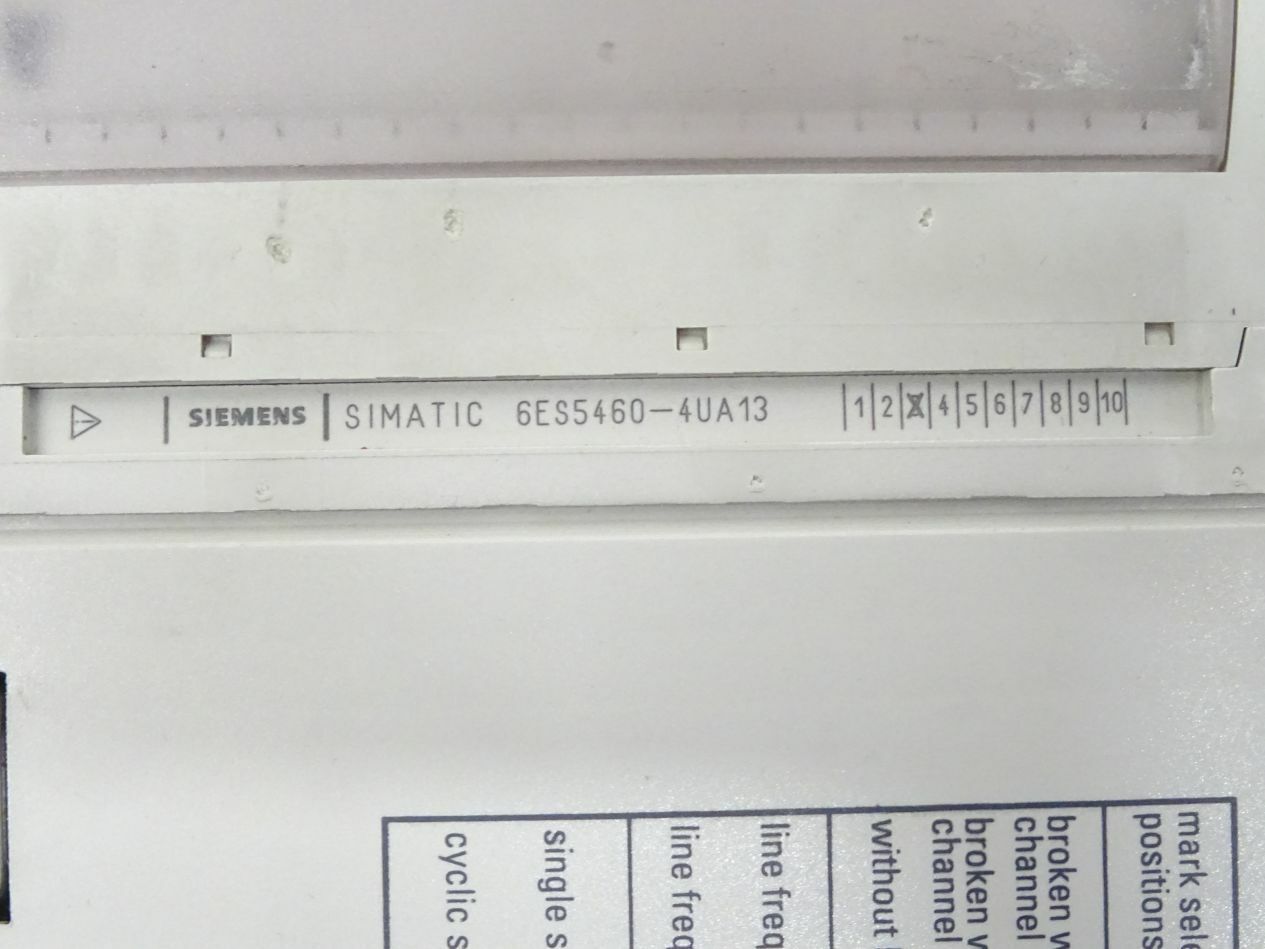 SIEMENS SIMATIC 6ES5460-4UA13 1 2 X 4 5 6 7 8 9 10
mark sel
positions
broken w
channel
broken w
channel
without
line freq
line freq
single s
cyclic s